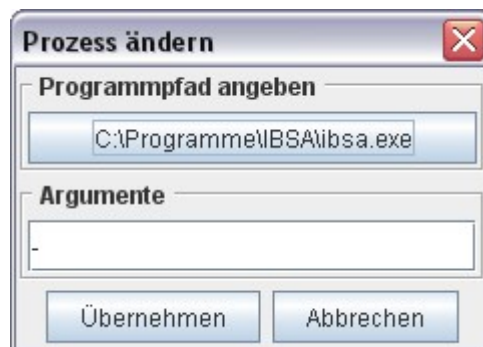 Prozess ändern
Programmpfad angeben
C:\Programme\IBSA\ibsa.exe
Argumente
-
Übernehmen Abbrechen